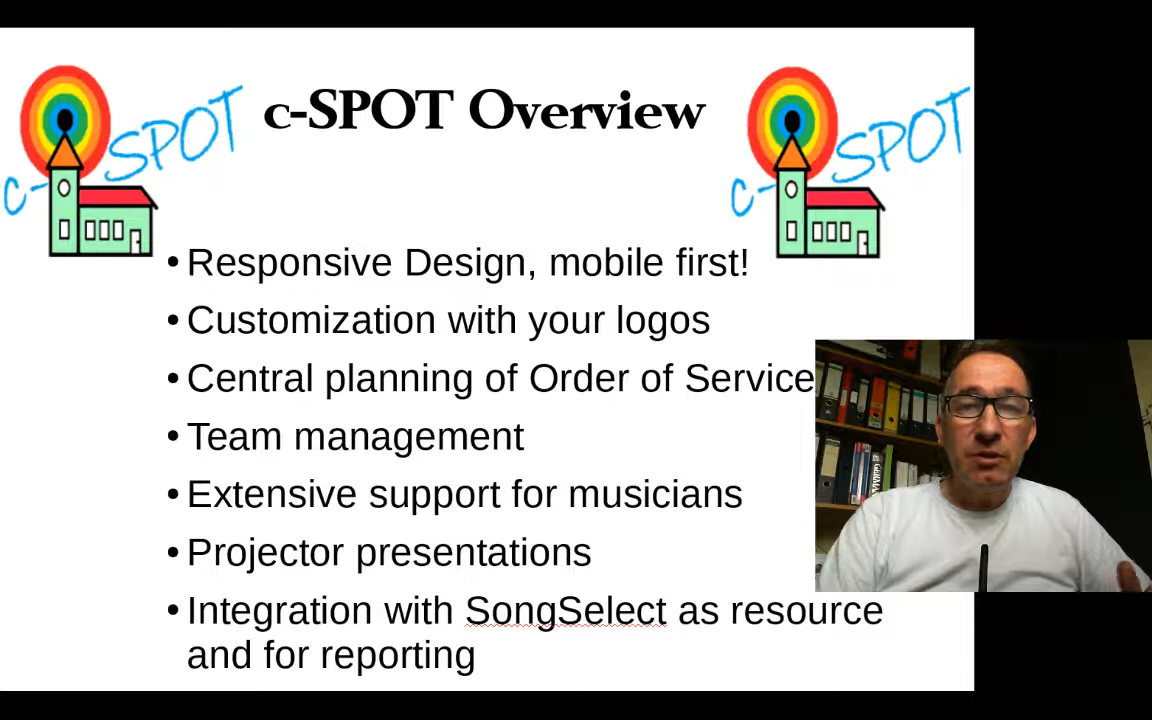 c-SPOT
c-SPOT Overview
c-SPOT
• Responsive Design, mobile first!
• Customization with your logos
• Central planning of Order of Service
• Team management
• Extensive support for musicians
• Projector presentations
• Integration with SongSelect as resource
and for reporting
GERMAN